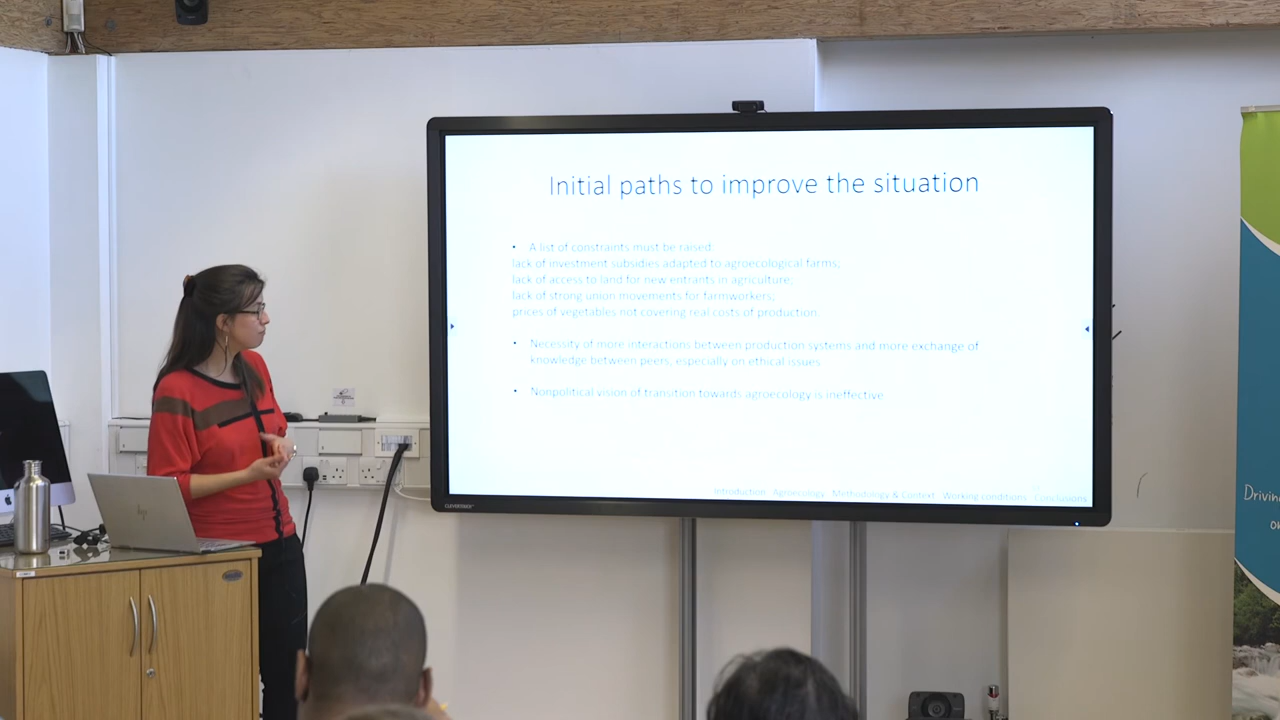 Initial paths to improve the situation
• A list of constraints must be raised
lack of investment subsidies adapted to agroecological farms;
lack of access to land for new entrants in agriculture;
lack of strong union movements for farmworkers;
prices of vegetables not covering real costs of production.
• Necessity of more interactions between production systems and more exchange of
knowledge between peers, especially on ethical issues
• Nonpolitical vision of transition towards agroecology is ineffective
Introduction Agroecology Methodology & Context Working conditions Conclusions
CLEVERTOUCH
hp